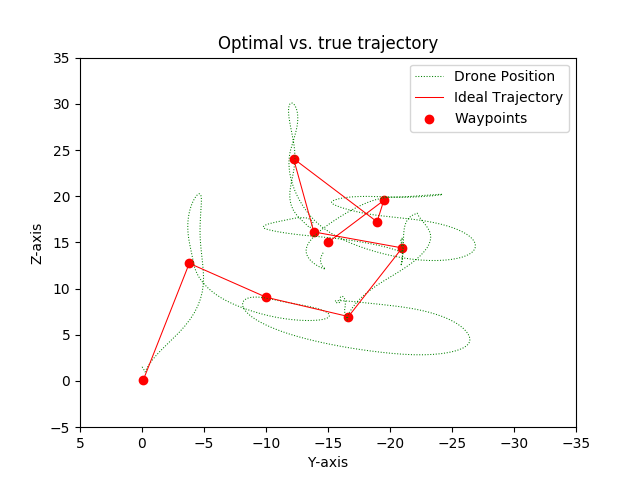 Optimal vs. true trajectory
Drone Position
Ideal Trajectory
Waypoints
35
30
25
20
15
10
5
0
−5
Z-axis
5 0 −5 −10 −15 −20 −25 −30 −35
Y-axis